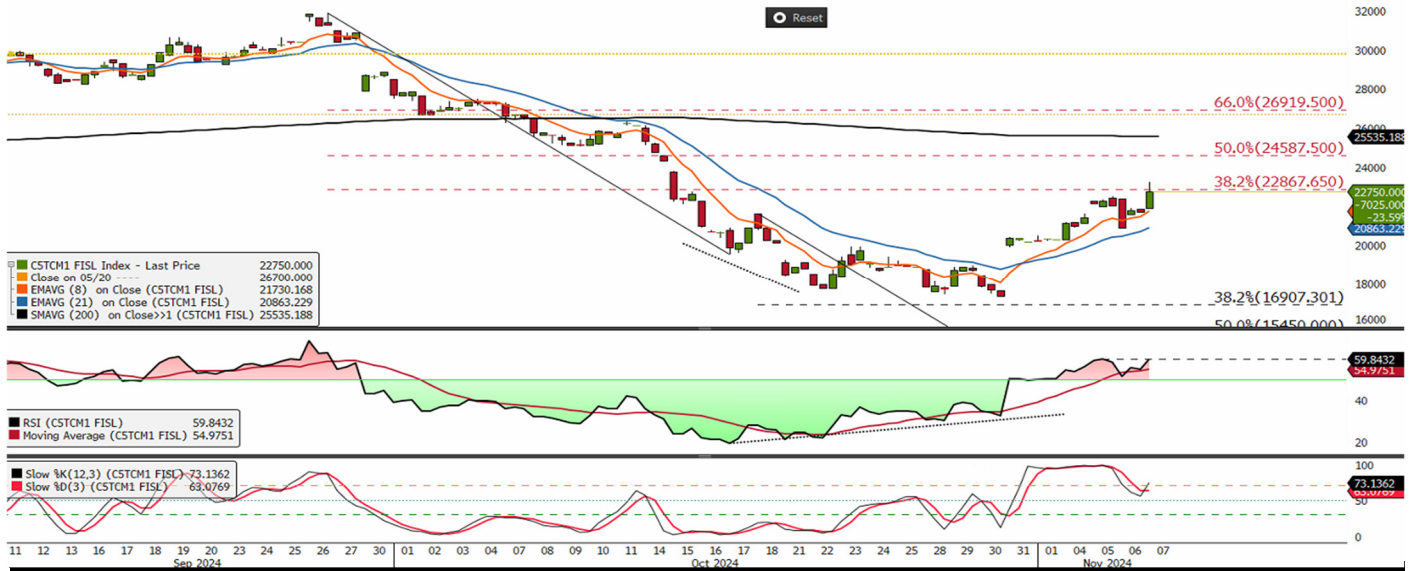 Reset
32000
30000
28000
66.0%(26919.500)
26000
25535.188
50.0%(24587.500)
24000
38.2%(22867.650)
22750.000
-7025.000
-23.59%
20863.229
20000
18000
38.2%(16907.301)
16000
50.0%(15450.000)
C5TCM1 FISL Index - Last Price 22750.000
Close on 05/20 ---- 26700.000
EMAVG (8) on Close (C5TCM1 FISL) 21730.168
EMAVG (21) on Close (C5TCM1 FISL) 20863.229
SMAVG (200) on Close>>1 (C5TCM1 FISL) 25535.188
59.8432
54.9751
40
20
RSI (C5TCM1 FISL) 59.8432
Moving Average (C5TCM1 FISL) 54.9751
Slow %K(12,3) (C5TCM1 FISL) 73.1362
Slow %D(3) (C5TCM1 FISL) 63.0769
100
73.1362
63.0769
50
0
11 12 13 16 17 18 19 20 23 24 25 26 27 30 01 02 03 04 07 08 09 10 11 14 15 16 17 18 21 22 23 24 25 28 29 30 31 01 04 05 06 07
Sep 2024 Oct 2024 Nov 2024